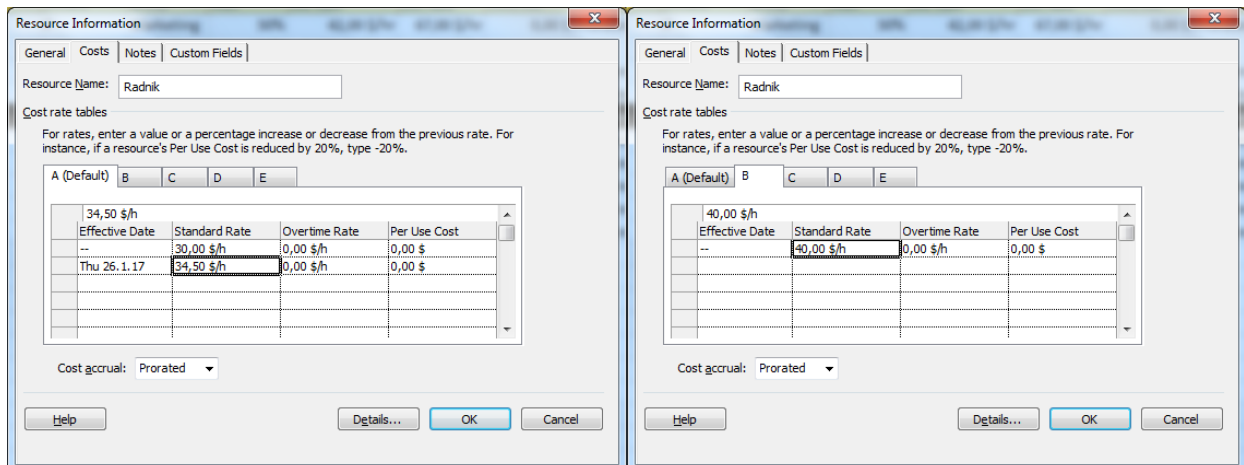 Resource Information
General Costs Notes Custom Fields
Resource Name: Radnik
Cost rate tables
For rates, enter a value or a percentage increase or decrease from the previous rate. For
instance, if a resource's Per Use Cost is reduced by 20%, type -20%.
A (Default) B C D E
34,50 $/h
Effective Date Standard Rate Overtime Rate Per Use Cost
-- 30,00 $/h 0,00 $/h 0,00 $
Thu 26.1.17 34,50 $/h 0,00 $/h 0,00 $
Cost accrual: Prorated
Help Details... OK Cancel
Resource Information
General Costs Notes Custom Fields
Resource Name: Radnik
Cost rate tables
For rates, enter a value or a percentage increase or decrease from the previous rate. For
instance, if a resource's Per Use Cost is reduced by 20%, type -20%.
A (Default) B C D E
40,00 $/h
Effective Date Standard Rate Overtime Rate Per Use Cost
-- 40,00 $/h 0,00 $/h 0,00 $
Cost accrual: Prorated
Help Details... OK Cancel